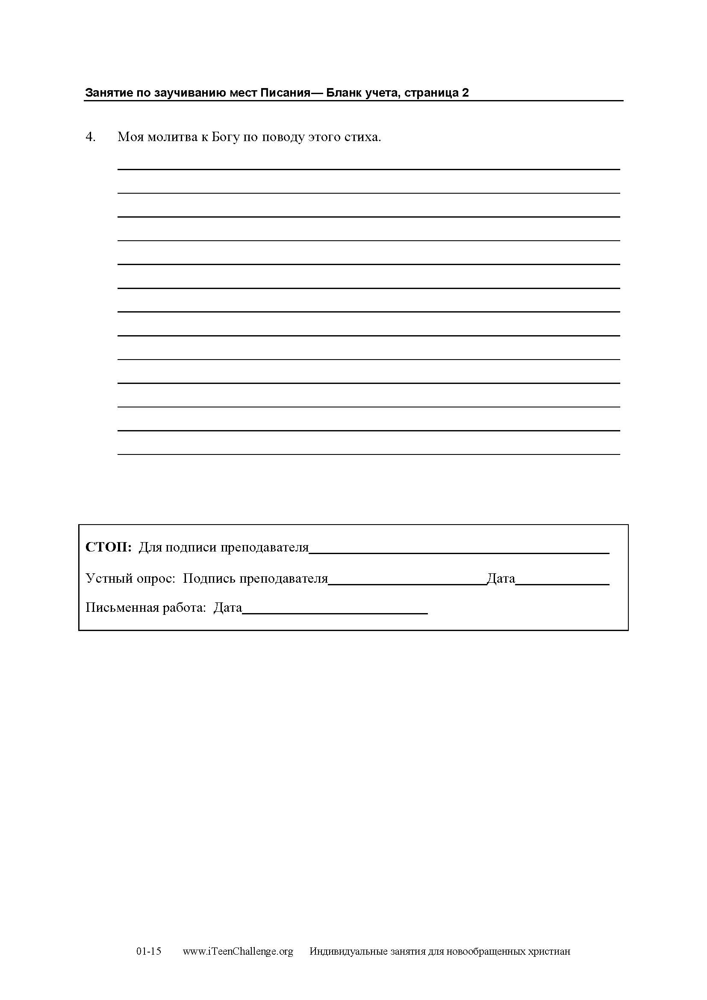 Занятие по заучиванию мест Писания— Бланк учета, страница 2
4. Моя молитва к Богу по поводу этого стиха.
СТОП: Для подписи преподавателя
Устный опрос: Подпись преподавателя Дата
Письменная работа: Дата
01-15 www.iTeenChallenge.org Индивидуальные занятия для новообращенных христиан